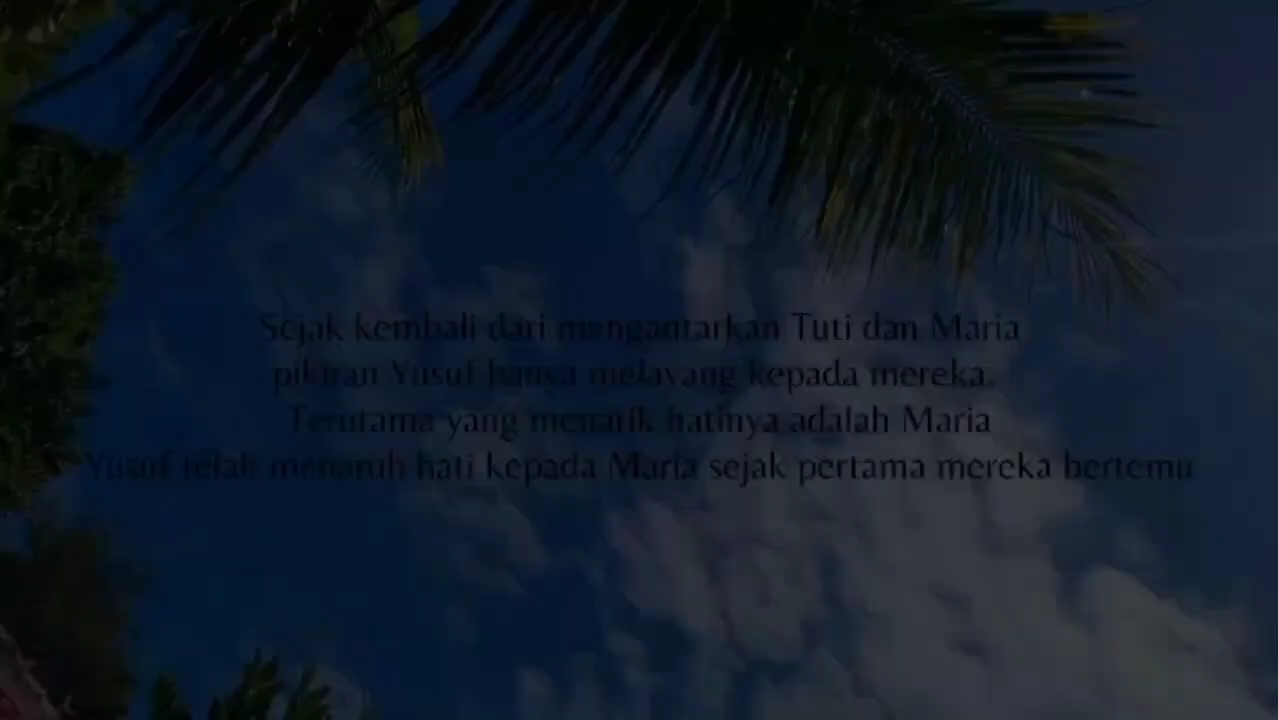 Sejak kembali dari mengantarkan Tuti dan Maria
pikiran Yusuf hanya melayang kepada mereka.
Terutama yang menarik hatinya adalah Maria
Yusuf telah menaruh hati kepada Maria sejak pertama mereka bertemu